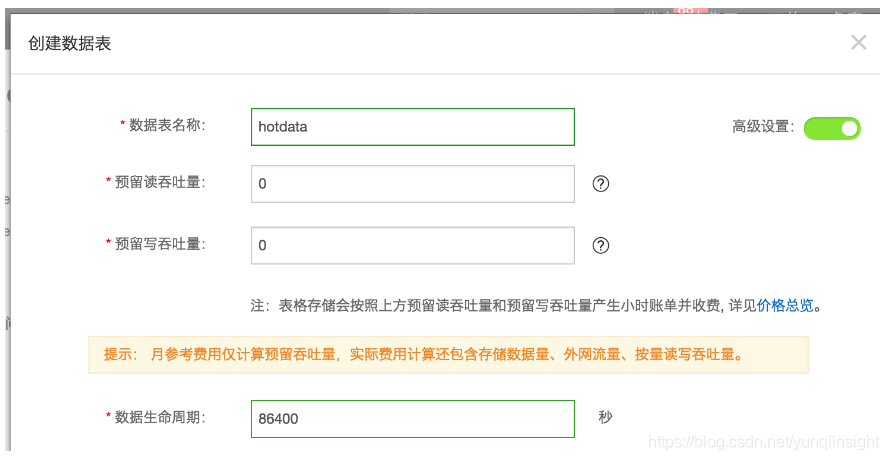 创建数据表
* 数据表名称: hotdata 高级设置:
* 预留读吞吐量: 0 ?
* 预留写吞吐量: 0 ?
注: 表格存储会按照上方预留读吞吐量和预留写吞吐量产生小时账单并收费, 详见价格总览。
提示: 月参考费用仅计算预留吞吐量，实际费用计算还包含存储数据量、外网流量、按量读写吞吐量。
* 数据生命周期: 86400 秒
https://blog.csdn.net/yunqiinsight